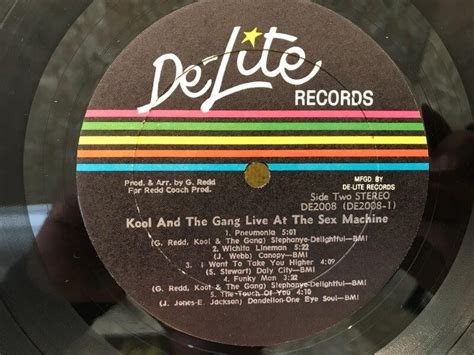 De-Lite
RECORDS
Prod. & Arr. by G. Redd
For Redd Coach Prod.
MFGD BY
DE-LITE RECORDS
Side Two STEREO
DE2008 (DE2008-1)
Kool And The Gang Live At The Sex Machine
1. Pneumonia 5:01
(G. Redd, Kool & The Gang) Stephanye-Delightful—BMI
2. Wichita Lineman 5:22
(J. Webb) Canopy—BMI
3. I Want To Take You Higher 4:09
(S. Stewart) Daly City—BMI
4. Funky Man 3:22
(G. Redd, Kool & The Gang) Stephanye-Delightful—BMI
5. The Touch Of You 4:10
(J. Jones-E. Jackson) Dandelion-One Eye Soul—BMI